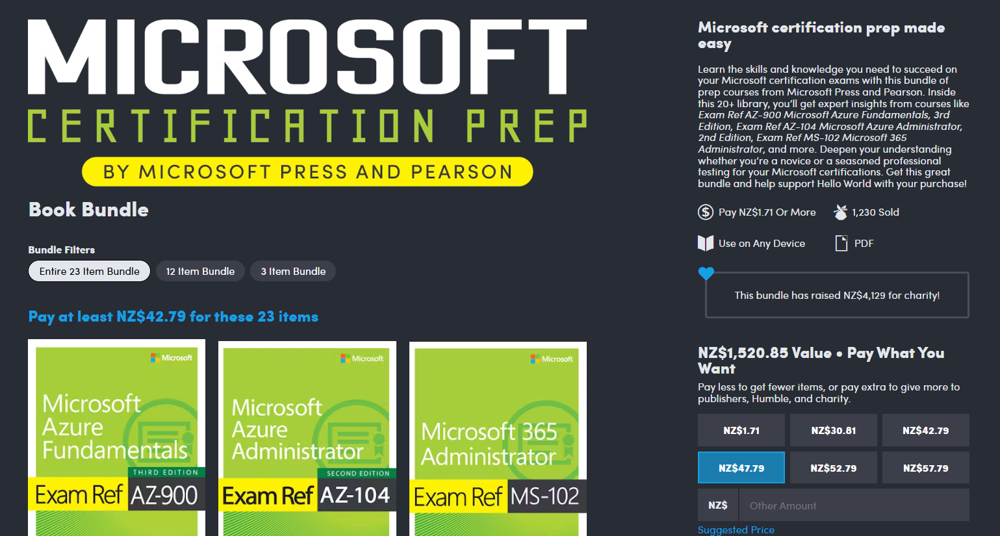 MICROSOFT
CERTIFICATION PREP
BY MICROSOFT PRESS AND PEARSON
Book Bundle
Bundle Filters
Entire 23 Item Bundle
12 Item Bundle
3 Item Bundle
Pay at least NZ$42.79 for these 23 items
Microsoft
Microsoft
Azure
Fundamentals
THIRD EDITION
Exam Ref AZ-900
Microsoft
Microsoft
Azure
Administrator
SECOND EDITION
Exam Ref AZ-104
Microsoft
Microsoft 365
Administrator
Exam Ref MS-102
Microsoft certification prep made
easy
Learn the skills and knowledge you need to succeed on
your Microsoft certification exams with this bundle of
prep courses from Microsoft Press and Pearson. Inside
this 20+ library, you’ll get expert insights from courses like
Exam Ref AZ-900 Microsoft Azure Fundamentals, 3rd
Edition, Exam Ref AZ-104 Microsoft Azure Administrator,
2nd Edition, Exam Ref MS-102 Microsoft 365
Administrator, and more. Deepen your understanding
whether you’re a novice or a seasoned professional
testing for your Microsoft certifications. Get this great
bundle and help support Hello World with your purchase!
Pay NZ$1.71 Or More
1,230 Sold
Use on Any Device
PDF
This bundle has raised NZ$4,129 for charity!
NZ$1,520.85 Value • Pay What You
Want
Pay less to get fewer items, or pay extra to give more to
publishers, Humble, and charity.
NZ$1.71
NZ$30.81
NZ$42.79
NZ$47.79
NZ$52.79
NZ$57.79
NZ$
Other Amount
Suggested Price